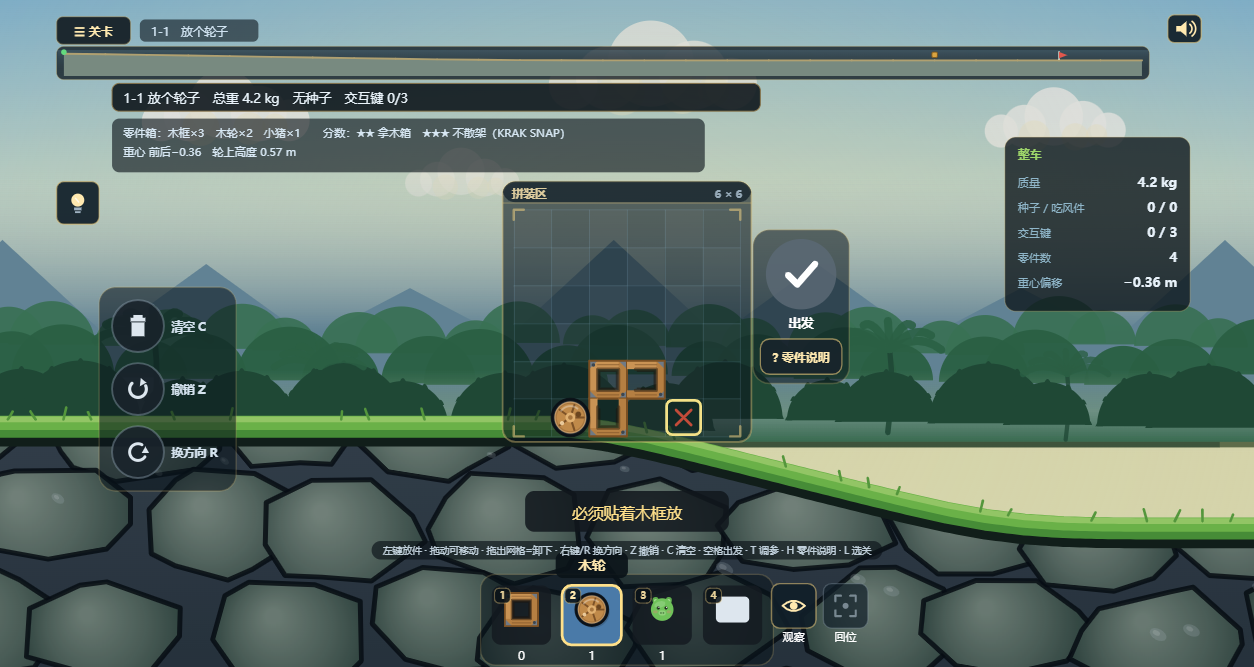 ☰ 关卡
1-1 放个轮子
1-1 放个轮子 总重 4.2 kg 无种子 交互键 0/3
零件箱：木框×3 木轮×2 小猪×1 分数：★★ 拿木箱 ★★★ 不散架（KRAK SNAP）
重心 前后−0.36 轮上高度 0.57 m
整车
质量 4.2 kg
种子 / 吃风件 0 / 0
交互键 0 / 3
零件数 4
重心偏移 −0.36 m
拼装区 6 × 6
出发
? 零件说明
清空 C
撤销 Z
换方向 R
必须贴着木框放
左键放件 · 拖动可移动 · 拖出网格=卸下 · 右键/R 换方向 · Z 撤销 · C 清空 · 空格出发 · T 调参 · H 零件说明 · L 选关
木轮
1 2 3 4
0 1 1
观察 回位